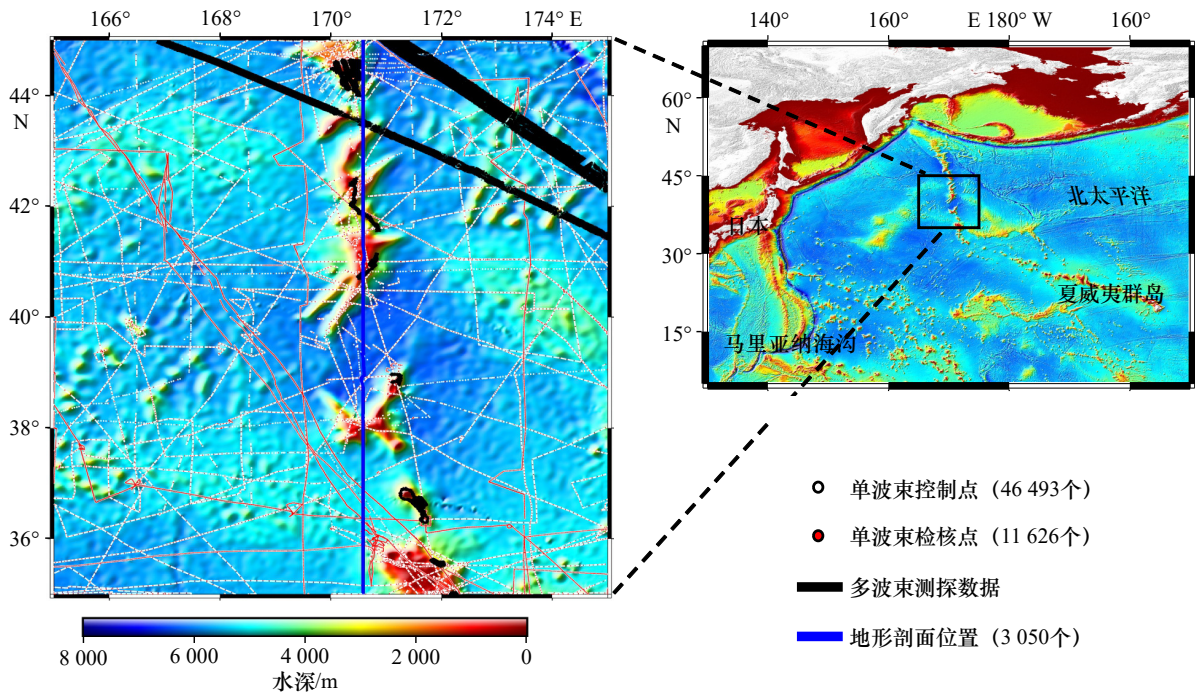 166° 168° 170° 172° 174° E
44°
N
42°
40°
38°
36°
8 000 6 000 4 000 2 000 0
水深/m
140° 160° E 180° W 160°
60°
N
45°
30°
15°
北太平洋
日本
夏威夷群岛
马里亚纳海沟
单波束控制点（46 493个）
单波束检核点（11 626个）
多波束测探数据
地形剖面位置（3 050个）